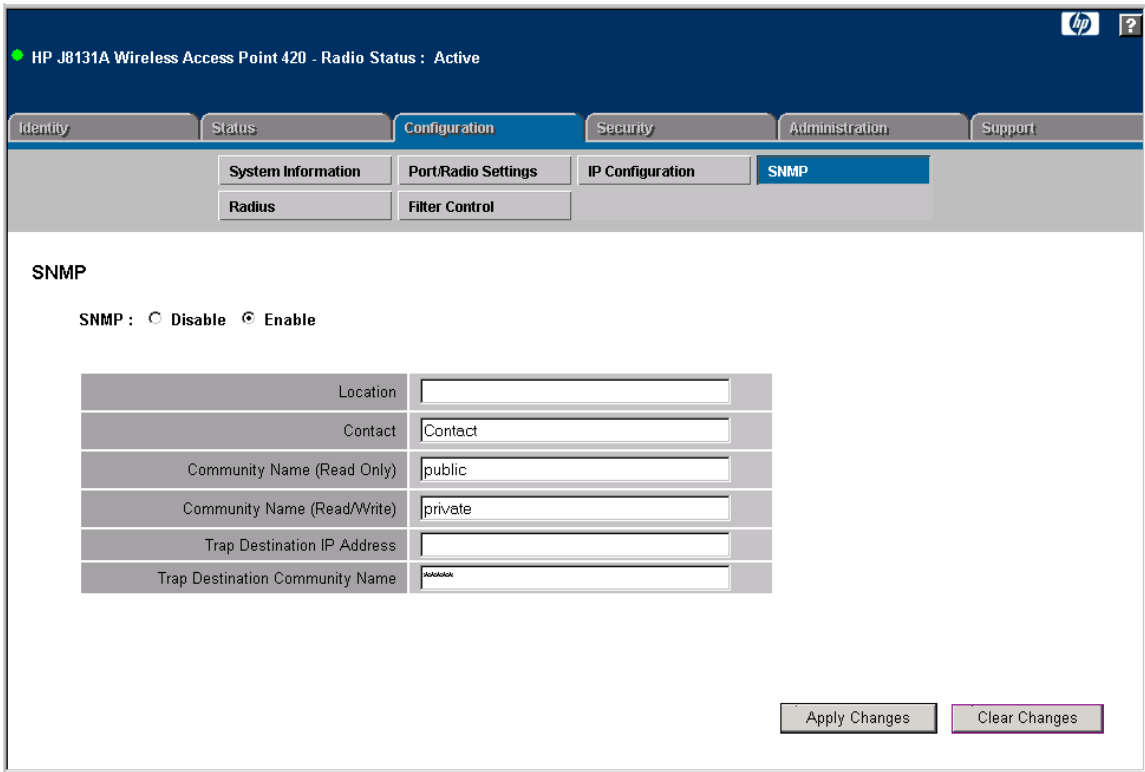 hp ?
HP J8131A Wireless Access Point 420 - Radio Status : Active
Identity Status Configuration Security Administration Support
System Information Port/Radio Settings IP Configuration SNMP
Radius Filter Control
SNMP
SNMP : Disable Enable
Location
Contact Contact
Community Name (Read Only) public
Community Name (Read/Write) private
Trap Destination IP Address
Trap Destination Community Name ******
Apply Changes Clear Changes